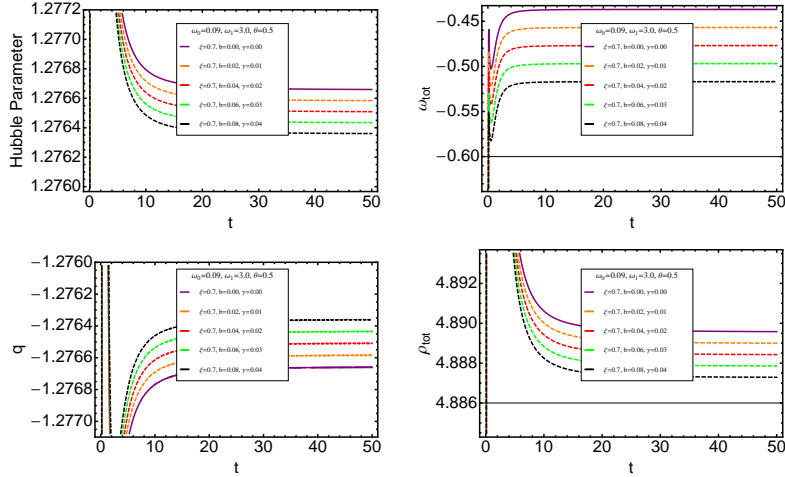 Hubble Parameter
1.2772
1.2770
1.2768
1.2766
1.2764
1.2762
1.2760
ω₀=0.09, ω₁=3.0, θ=0.5
ξ=0.7, b=0.00, γ=0.00
ξ=0.7, b=0.02, γ=0.01
ξ=0.7, b=0.04, γ=0.02
ξ=0.7, b=0.06, γ=0.03
ξ=0.7, b=0.08, γ=0.04
0 10 20 30 40 50
t
ωtot
-0.45
-0.50
-0.55
-0.60
ω₀=0.09, ω₁=3.0, θ=0.5
ξ=0.7, b=0.00, γ=0.00
ξ=0.7, b=0.02, γ=0.01
ξ=0.7, b=0.04, γ=0.02
ξ=0.7, b=0.06, γ=0.03
ξ=0.7, b=0.08, γ=0.04
0 10 20 30 40 50
t
q
-1.2760
-1.2762
-1.2764
-1.2766
-1.2768
-1.2770
ω₀=0.09, ω₁=3.0, θ=0.5
ξ=0.7, b=0.00, γ=0.00
ξ=0.7, b=0.02, γ=0.01
ξ=0.7, b=0.04, γ=0.02
ξ=0.7, b=0.06, γ=0.03
ξ=0.7, b=0.08, γ=0.04
0 10 20 30 40 50
t
ρtot
4.892
4.890
4.888
4.886
ω₀=0.09, ω₁=3.0, θ=0.5
ξ=0.7, b=0.00, γ=0.00
ξ=0.7, b=0.02, γ=0.01
ξ=0.7, b=0.04, γ=0.02
ξ=0.7, b=0.06, γ=0.03
ξ=0.7, b=0.08, γ=0.04
0 10 20 30 40 50
t